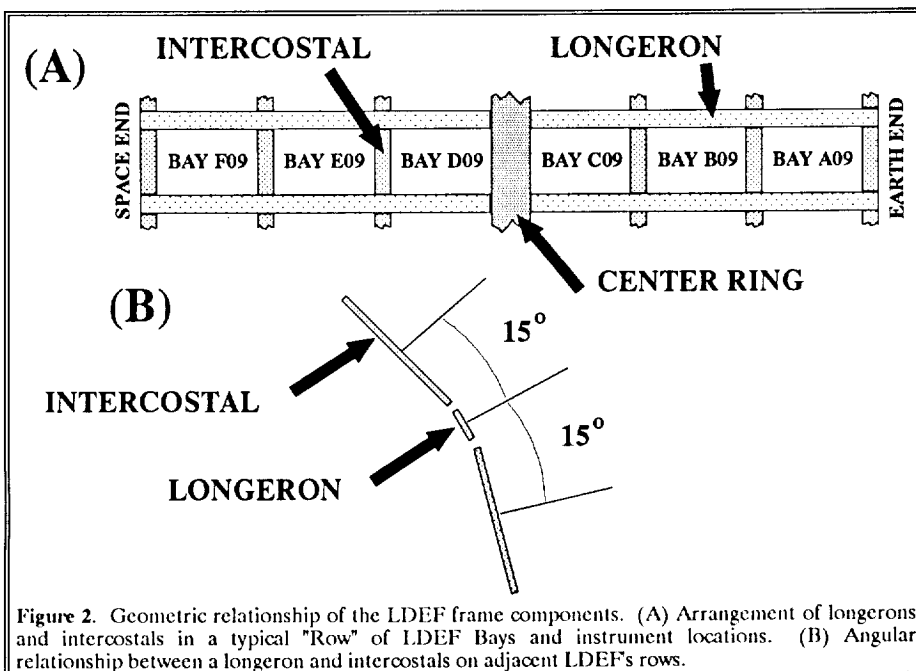 (A)
INTERCOSTAL
LONGERON
SPACE END
BAY F09
BAY E09
BAY D09
BAY C09
BAY B09
BAY A09
EARTH END
CENTER RING
(B)
15°
INTERCOSTAL
15°
LONGERON
Figure 2. Geometric relationship of the LDEF frame components. (A) Arrangement of longerons
and intercostals in a typical "Row" of LDEF Bays and instrument locations. (B) Angular
relationship between a longeron and intercostals on adjacent LDEF's rows.